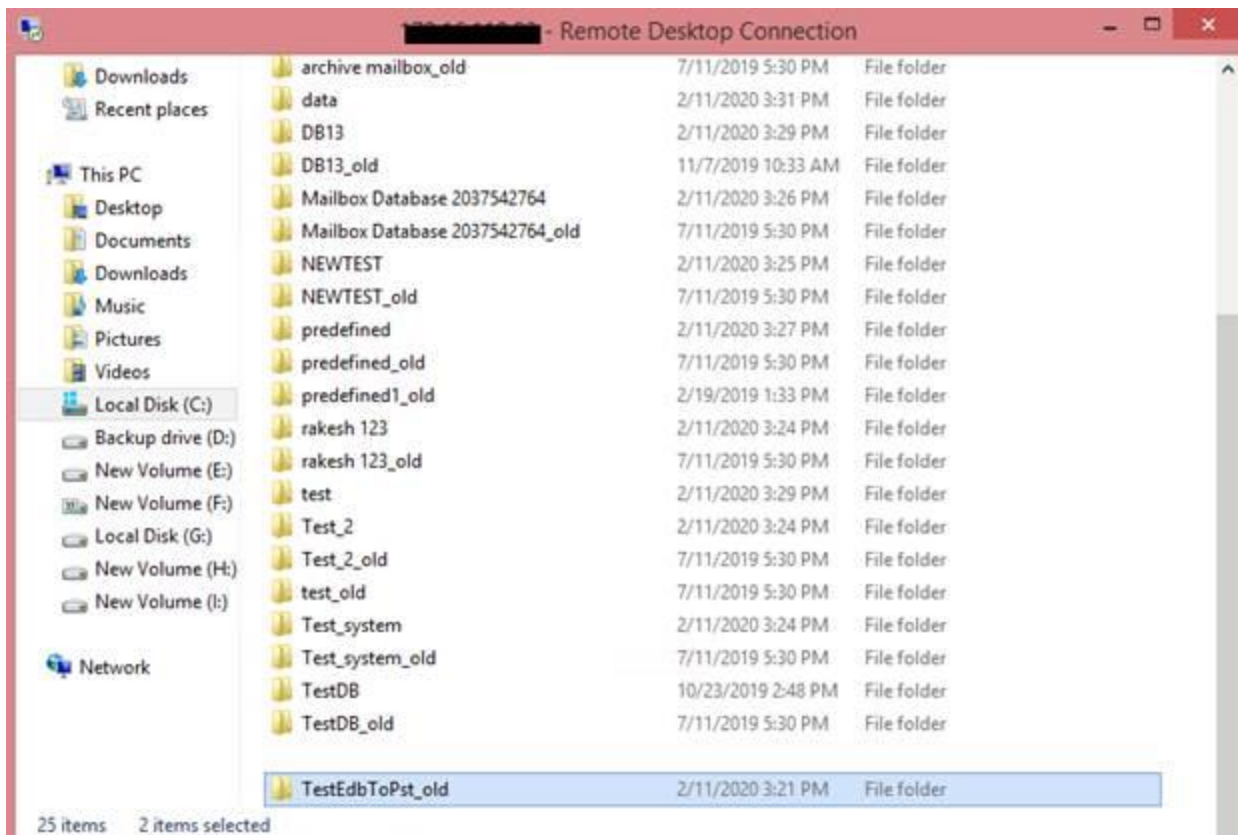 - Remote Desktop Connection
Downloads
Recent places
This PC
Desktop
Documents
Downloads
Music
Pictures
Videos
Local Disk (C:)
Backup drive (D:)
New Volume (E:)
New Volume (F:)
Local Disk (G:)
New Volume (H:)
New Volume (I:)
Network
archive mailbox_old 7/11/2019 5:30 PM File folder
data 2/11/2020 3:31 PM File folder
DB13 2/11/2020 3:29 PM File folder
DB13_old 11/7/2019 10:33 AM File folder
Mailbox Database 2037542764 2/11/2020 3:26 PM File folder
Mailbox Database 2037542764_old 7/11/2019 5:30 PM File folder
NEWTEST 2/11/2020 3:25 PM File folder
NEWTEST_old 7/11/2019 5:30 PM File folder
predefined 2/11/2020 3:27 PM File folder
predefined_old 7/11/2019 5:30 PM File folder
predefined1_old 2/19/2019 1:33 PM File folder
rakesh 123 2/11/2020 3:24 PM File folder
rakesh 123_old 7/11/2019 5:30 PM File folder
test 2/11/2020 3:29 PM File folder
Test_2 2/11/2020 3:24 PM File folder
Test_2_old 7/11/2019 5:30 PM File folder
test_old 7/11/2019 5:30 PM File folder
Test_system 2/11/2020 3:24 PM File folder
Test_system_old 7/11/2019 5:30 PM File folder
TestDB 10/23/2019 2:48 PM File folder
TestDB_old 7/11/2019 5:30 PM File folder
TestEdbToPst_old 2/11/2020 3:21 PM File folder
25 items 2 items selected